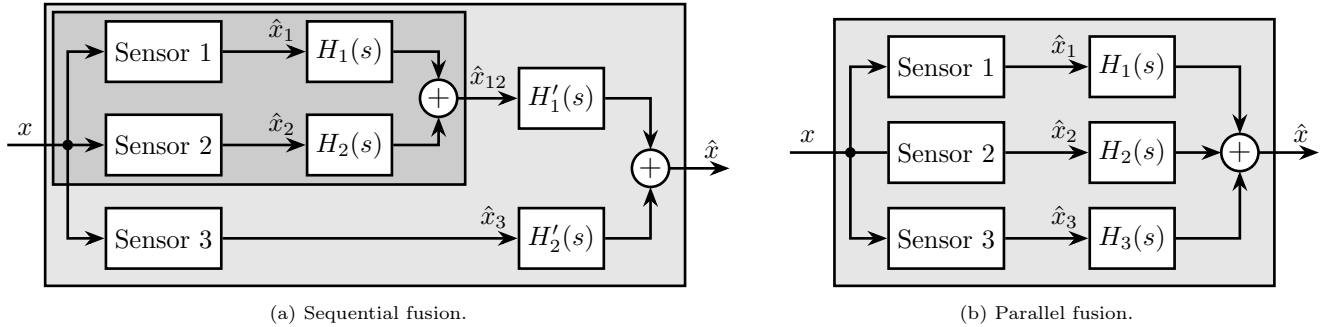 x
Sensor 1
x̂₁
H₁(s)
Sensor 2
x̂₂
H₂(s)
+
x̂₁₂
H′₁(s)
Sensor 3
x̂₃
H′₂(s)
+
x̂
(a) Sequential fusion.
x
Sensor 1
x̂₁
H₁(s)
Sensor 2
x̂₂
H₂(s)
Sensor 3
x̂₃
H₃(s)
+
x̂
(b) Parallel fusion.